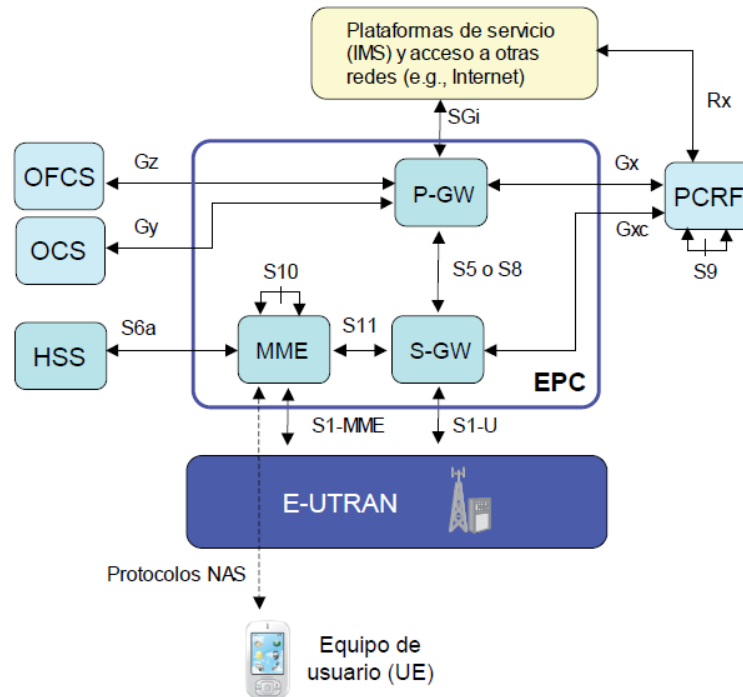 Plataformas de servicio
(IMS) y acceso a otras
redes (e.g., Internet)
Rx
SGi
OFCS
Gz
P-GW
Gx
PCRF
OCS
Gy
Gxc
S9
S5 o S8
S10
HSS
S6a
MME
S11
S-GW
EPC
S1-MME
S1-U
E-UTRAN
Protocolos NAS
Equipo de
usuario (UE)